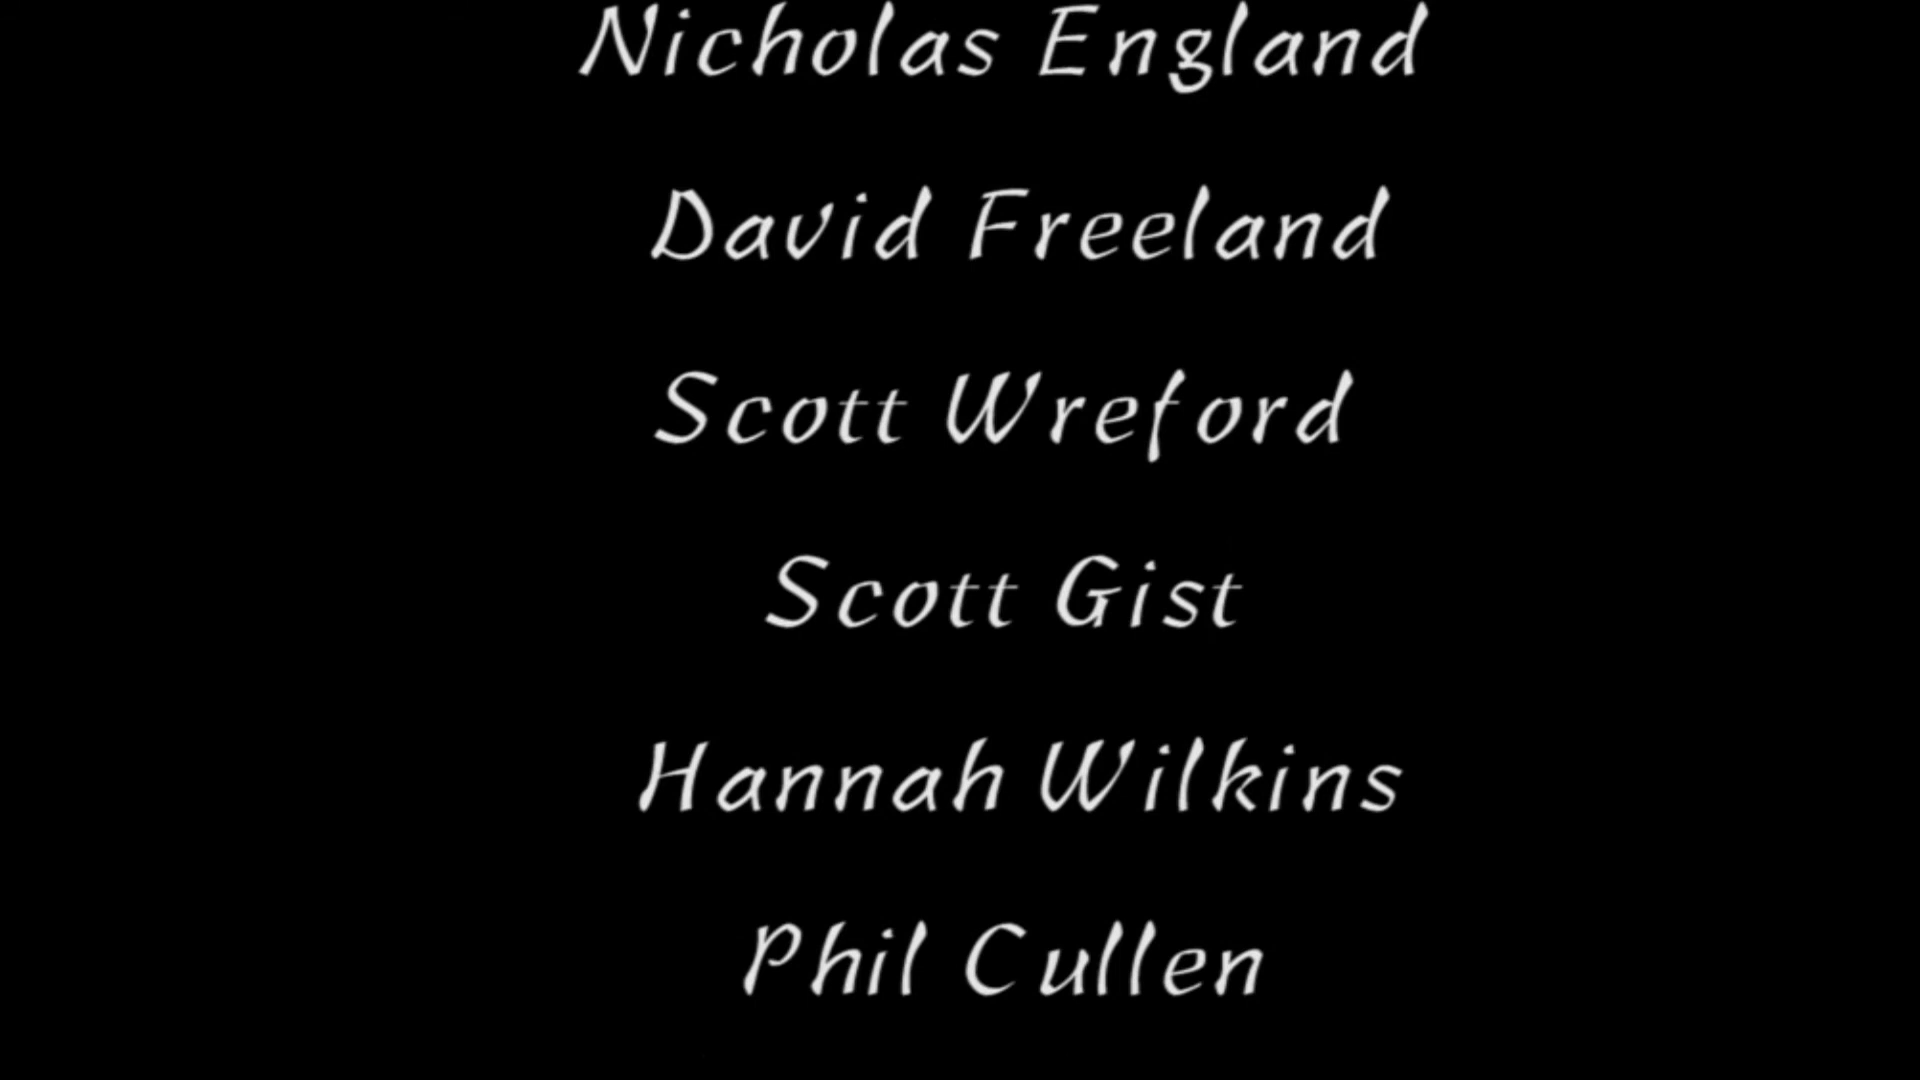 Nicholas England
David Freeland
Scott Wreford
Scott Gist
Hannah Wilkins
Phil Cullen